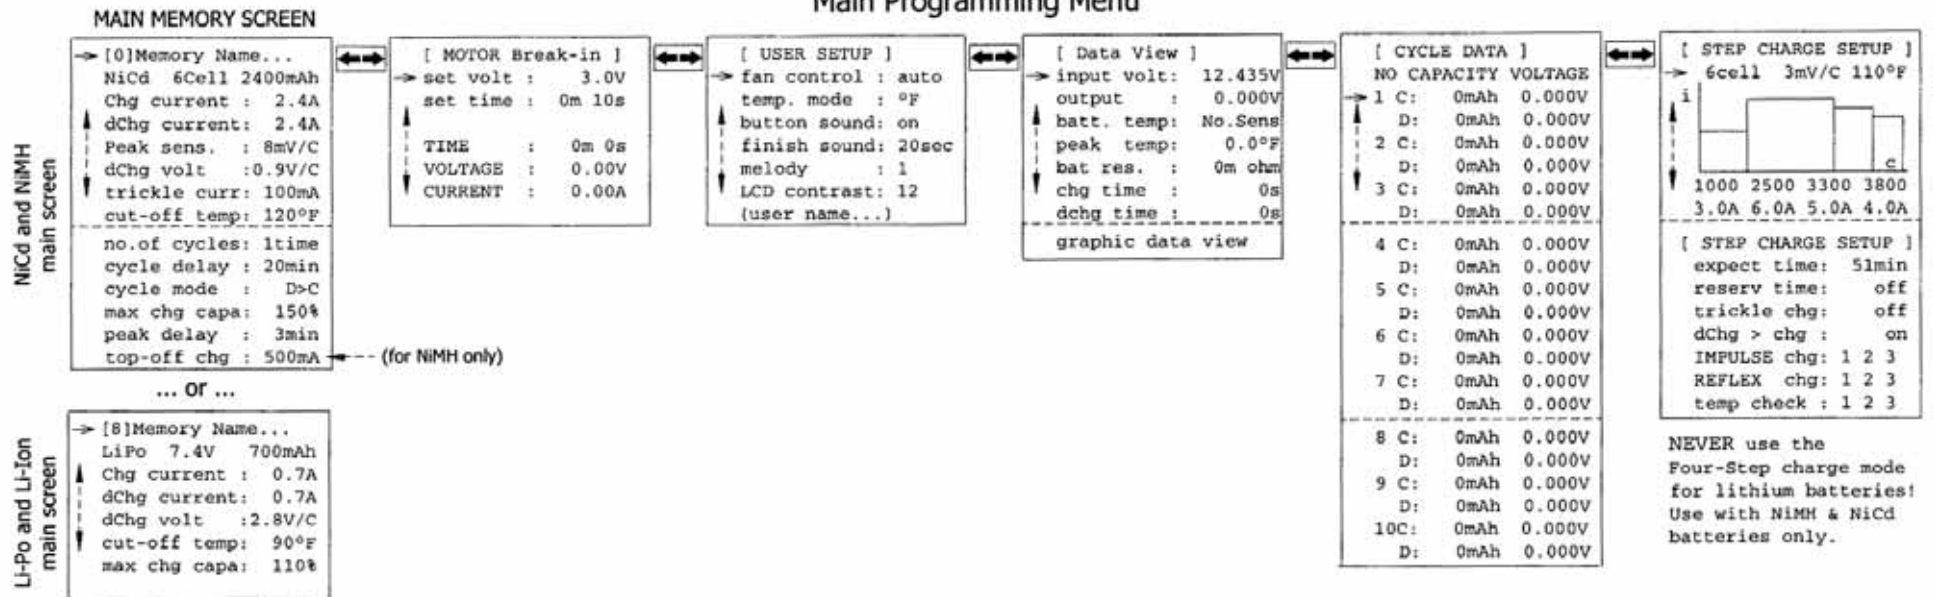 Main Programming Menu
MAIN MEMORY SCREEN
NiCd and NiMH
main screen
→ [0]Memory Name...
NiCd 6Cell 2400mAh
Chg current : 2.4A
dChg current: 2.4A
Peak sens. : 8mV/C
dChg volt :0.9V/C
trickle curr: 100mA
cut-off temp: 120°F
no.of cycles: 1time
cycle delay : 20min
cycle mode : D>C
max chg capa: 150%
peak delay : 3min
top-off chg : 500mA
(for NiMH only)
... or ...
Li-Po and Li-Ion
main screen
→ [8]Memory Name...
LiPo 7.4V 700mAh
Chg current : 0.7A
dChg current: 0.7A
dChg volt :2.8V/C
cut-off temp: 90°F
max chg capa: 110%
[ MOTOR Break-in ]
→ set volt : 3.0V
set time : 0m 10s
TIME : 0m 0s
VOLTAGE : 0.00V
CURRENT : 0.00A
[ USER SETUP ]
→ fan control : auto
temp. mode : °F
button sound: on
finish sound: 20sec
melody : 1
LCD contrast: 12
(user name...)
[ Data View ]
→ input volt: 12.435V
output : 0.000V
batt. temp: No.Sens
peak temp: 0.0°F
bat res. : 0m ohm
chg time : 0s
dchg time : 0s
graphic data view
[ CYCLE DATA ]
NO CAPACITY VOLTAGE
→ 1 C: 0mAh 0.000V
D: 0mAh 0.000V
2 C: 0mAh 0.000V
D: 0mAh 0.000V
3 C: 0mAh 0.000V
D: 0mAh 0.000V
4 C: 0mAh 0.000V
D: 0mAh 0.000V
5 C: 0mAh 0.000V
D: 0mAh 0.000V
6 C: 0mAh 0.000V
D: 0mAh 0.000V
7 C: 0mAh 0.000V
D: 0mAh 0.000V
8 C: 0mAh 0.000V
D: 0mAh 0.000V
9 C: 0mAh 0.000V
D: 0mAh 0.000V
10C: 0mAh 0.000V
D: 0mAh 0.000V
[ STEP CHARGE SETUP ]
→ 6cell 3mV/C 110°F
i
c
1000 2500 3300 3800
3.0A 6.0A 5.0A 4.0A
[ STEP CHARGE SETUP ]
expect time: 51min
reserv time: off
trickle chg: off
dChg > chg : on
IMPULSE chg: 1 2 3
REFLEX chg: 1 2 3
temp check : 1 2 3
NEVER use the
Four-Step charge mode
for lithium batteries!
Use with NiMH & NiCd
batteries only.